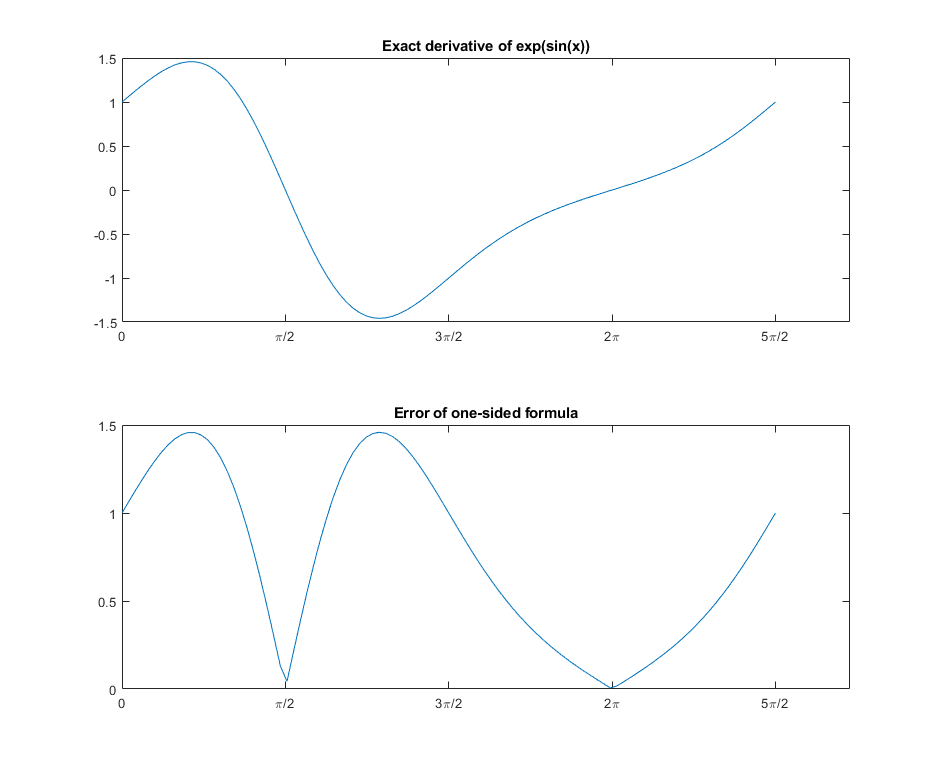 Exact derivative of exp(sin(x))
1.5
1
0.5
0
-0.5
-1
-1.5
0 π/2 3π/2 2π 5π/2
Error of one-sided formula
1.5
1
0.5
0
0 π/2 3π/2 2π 5π/2